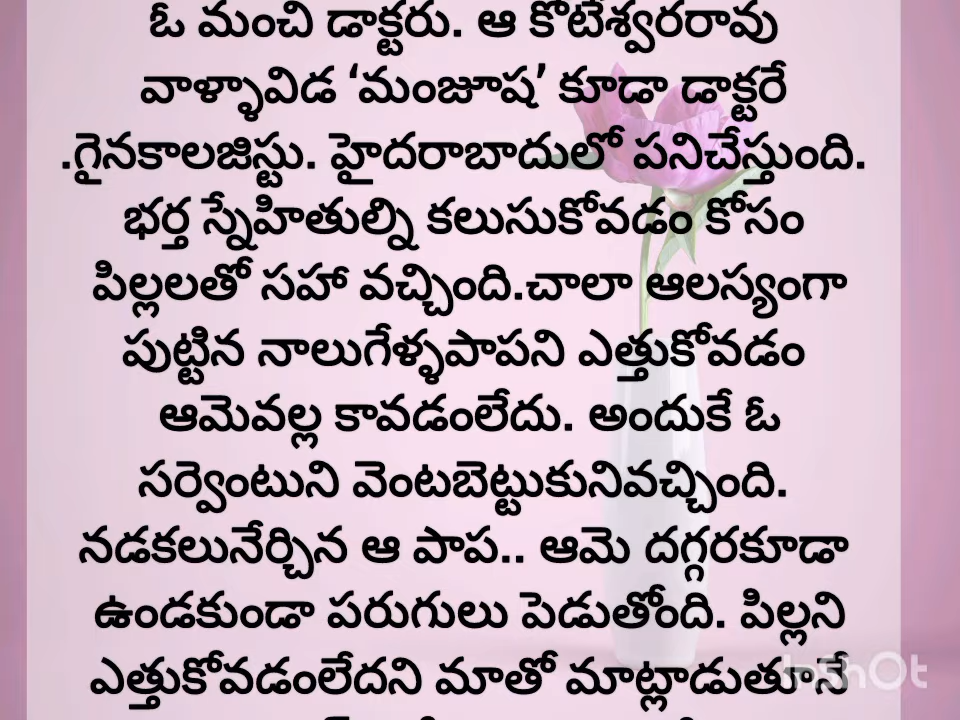 ఓ మంచి డాక్టరు. ఆ కోటేశ్వరరావు
వాళ్ళావిడ ‘మంజూష’ కూడా డాక్టరే
.గైనకాలజిస్టు. హైదరాబాదులో పనిచేస్తుంది.
భర్త స్నేహితుల్ని కలుసుకోవడం కోసం
పిల్లలతో సహా వచ్చింది.చాలా ఆలస్యంగా
పుట్టిన నాలుగేళ్ళపాపని ఎత్తుకోవడం
ఆమెవల్ల కావడంలేదు. అందుకే ఓ
సర్వెంటుని వెంటబెట్టుకునివచ్చింది.
నడకలునేర్చిన ఆ పాప.. ఆమె దగ్గరకూడా
ఉండకుండా పరుగులు పెడుతోంది. పిల్లని
ఎత్తుకోవడంలేదని మాతో మాట్లాడుతూనే
InShOt